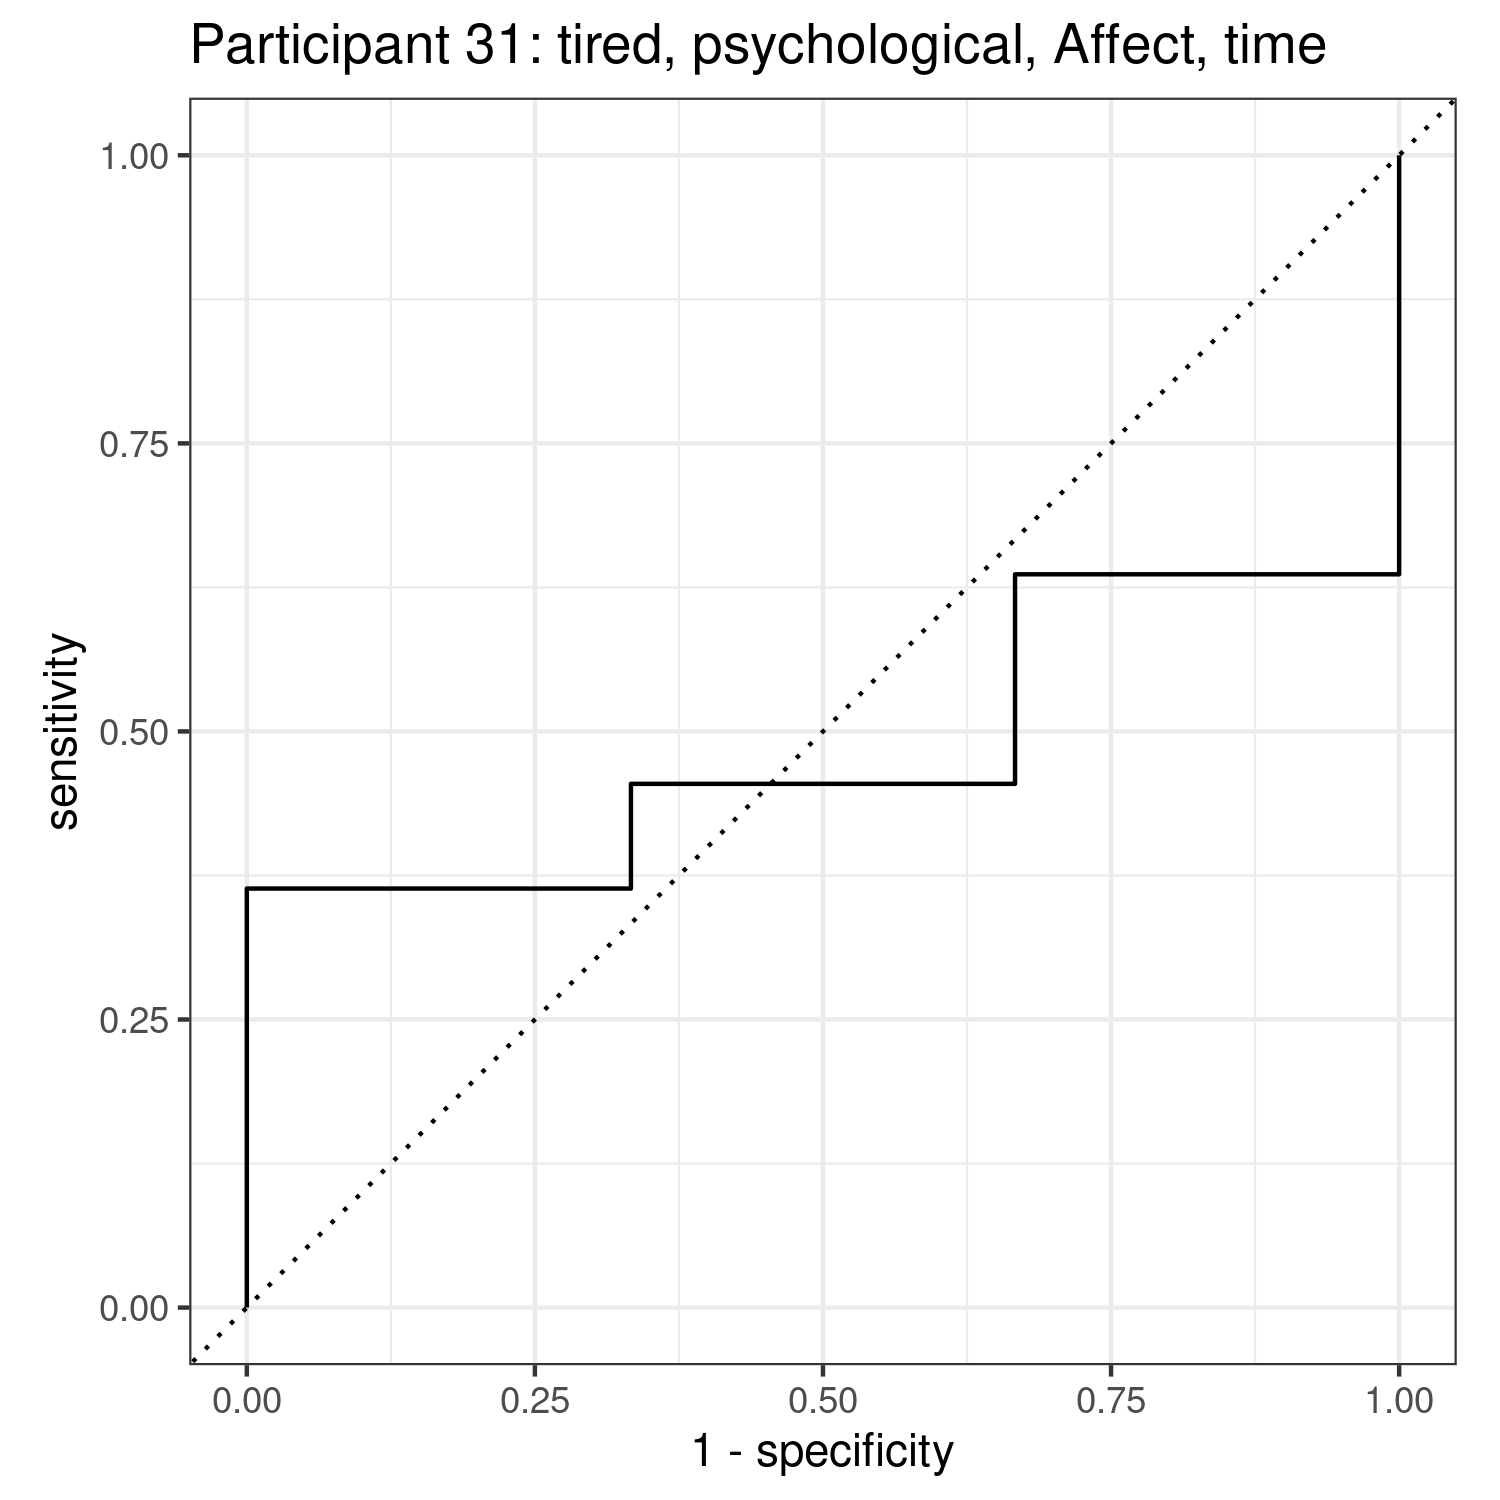 Participant 31: tired, psychological, Affect, time
1.00
0.75
0.50
0.25
0.00
sensitivity
0.00 0.25 0.50 0.75 1.00
1 - specificity